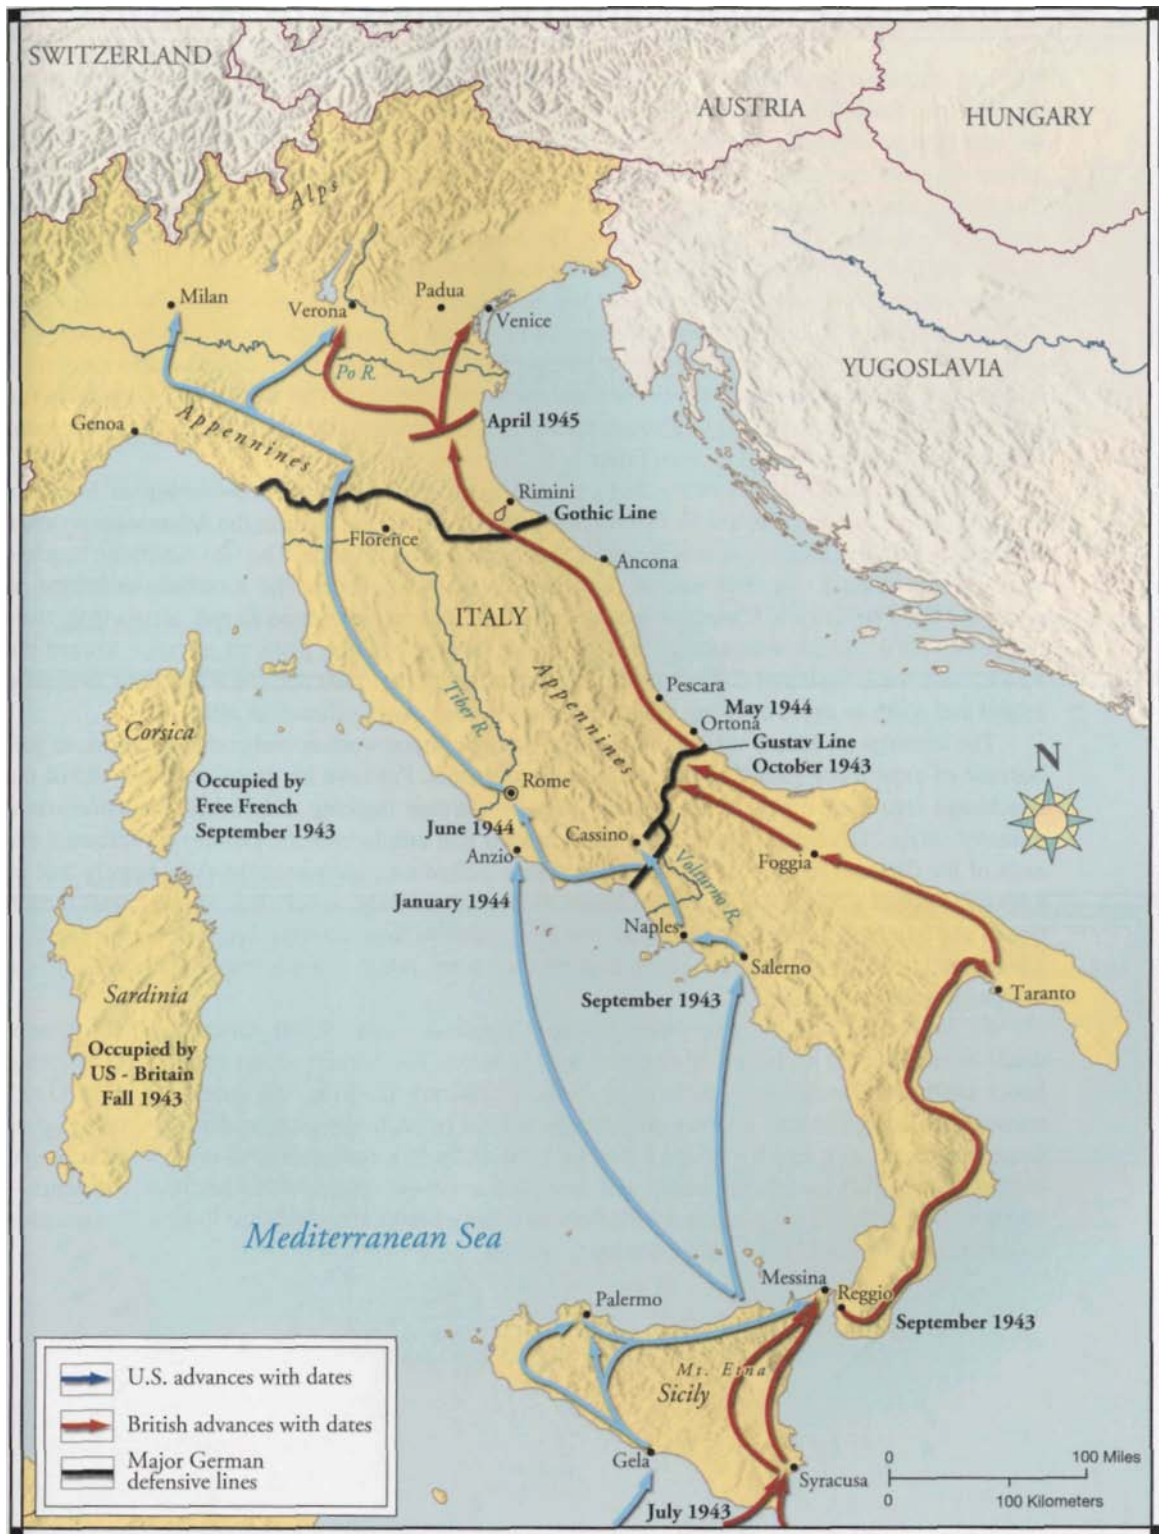 SWITZERLAND
AUSTRIA
HUNGARY
Alps
Milan
Verona
Padua
Venice
YUGOSLAVIA
Po R.
Genoa
Appennines
April 1945
Rimini
Gothic Line
Florence
Ancona
ITALY
Appennines
Tiber R.
Pescara
May 1944
Ortona
Gustav Line
October 1943
Corsica
Occupied by
Free French
September 1943
N
Rome
June 1944
Cassino
Anzio
Foggia
Volturno R.
January 1944
Naples
Salerno
September 1943
Taranto
Sardinia
Occupied by
US - Britain
Fall 1943
Mediterranean Sea
Messina
Reggio
Palermo
September 1943
Mt. Etna
Sicily
Gela
Syracusa
July 1943
U.S. advances with dates
British advances with dates
Major German
defensive lines
0 100 Miles
0 100 Kilometers